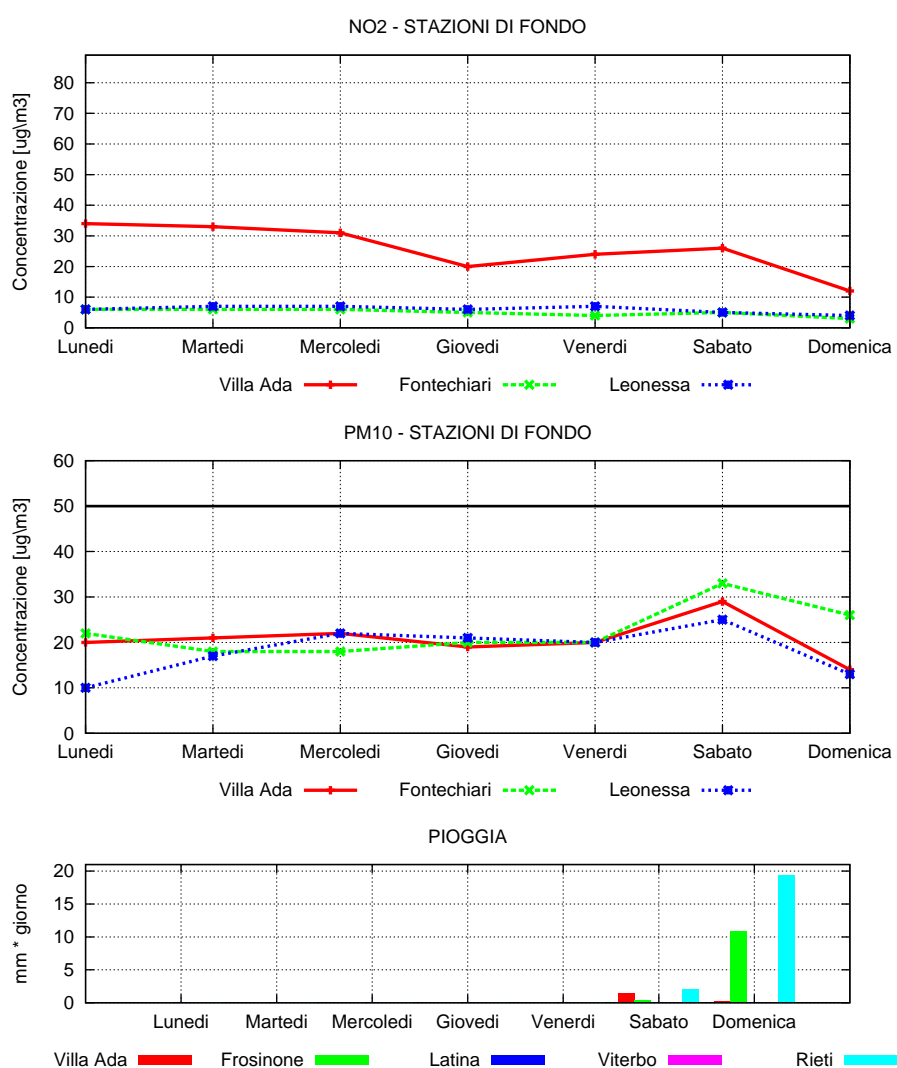 NO2 - STAZIONI DI FONDO
Concentrazione [ug\m3]
80
70
60
50
40
30
20
10
0
Lunedi Martedi Mercoledi Giovedi Venerdi Sabato Domenica
Villa Ada Fontechiari Leonessa
PM10 - STAZIONI DI FONDO
Concentrazione [ug\m3]
60
50
40
30
20
10
0
Lunedi Martedi Mercoledi Giovedi Venerdi Sabato Domenica
Villa Ada Fontechiari Leonessa
PIOGGIA
mm * giorno
20
15
10
5
0
Lunedi Martedi Mercoledi Giovedi Venerdi Sabato Domenica
Villa Ada Frosinone Latina Viterbo Rieti